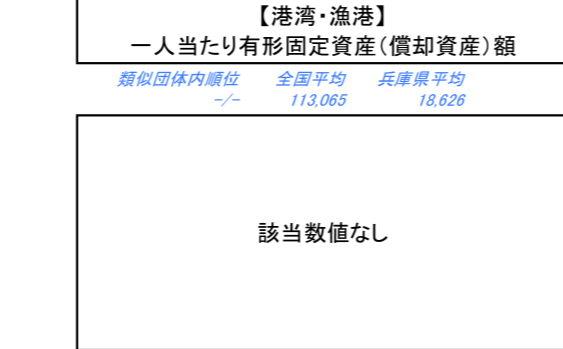 【港湾・漁港】
一人当たり有形固定資産(償却資産)額
類似団体内順位 全国平均 兵庫県平均
-/- 113,065 18,626
該当数値なし